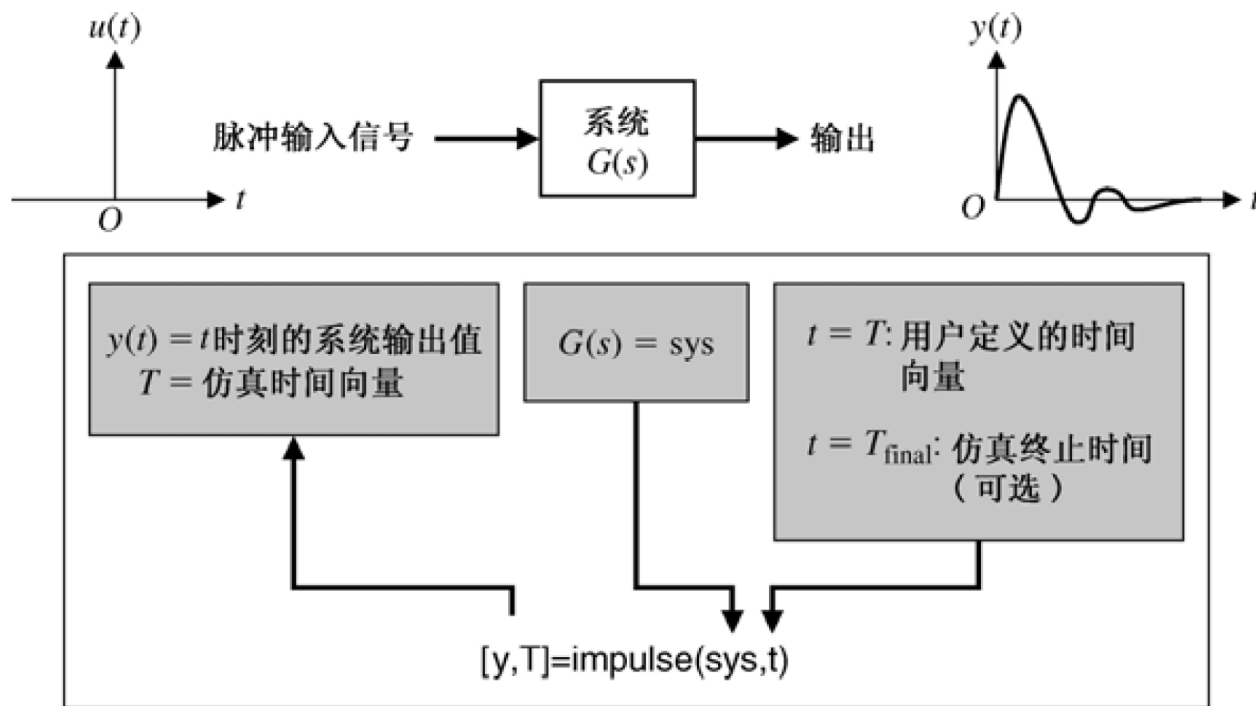 u(t)
t
O
脉冲输入信号
系统
G(s)
输出
y(t)
O
t
y(t) = t时刻的系统输出值
T = 仿真时间向量
G(s) = sys
t = T: 用户定义的时间
向量
t = T_final: 仿真终止时间
(可选)
[y,T]=impulse(sys,t)